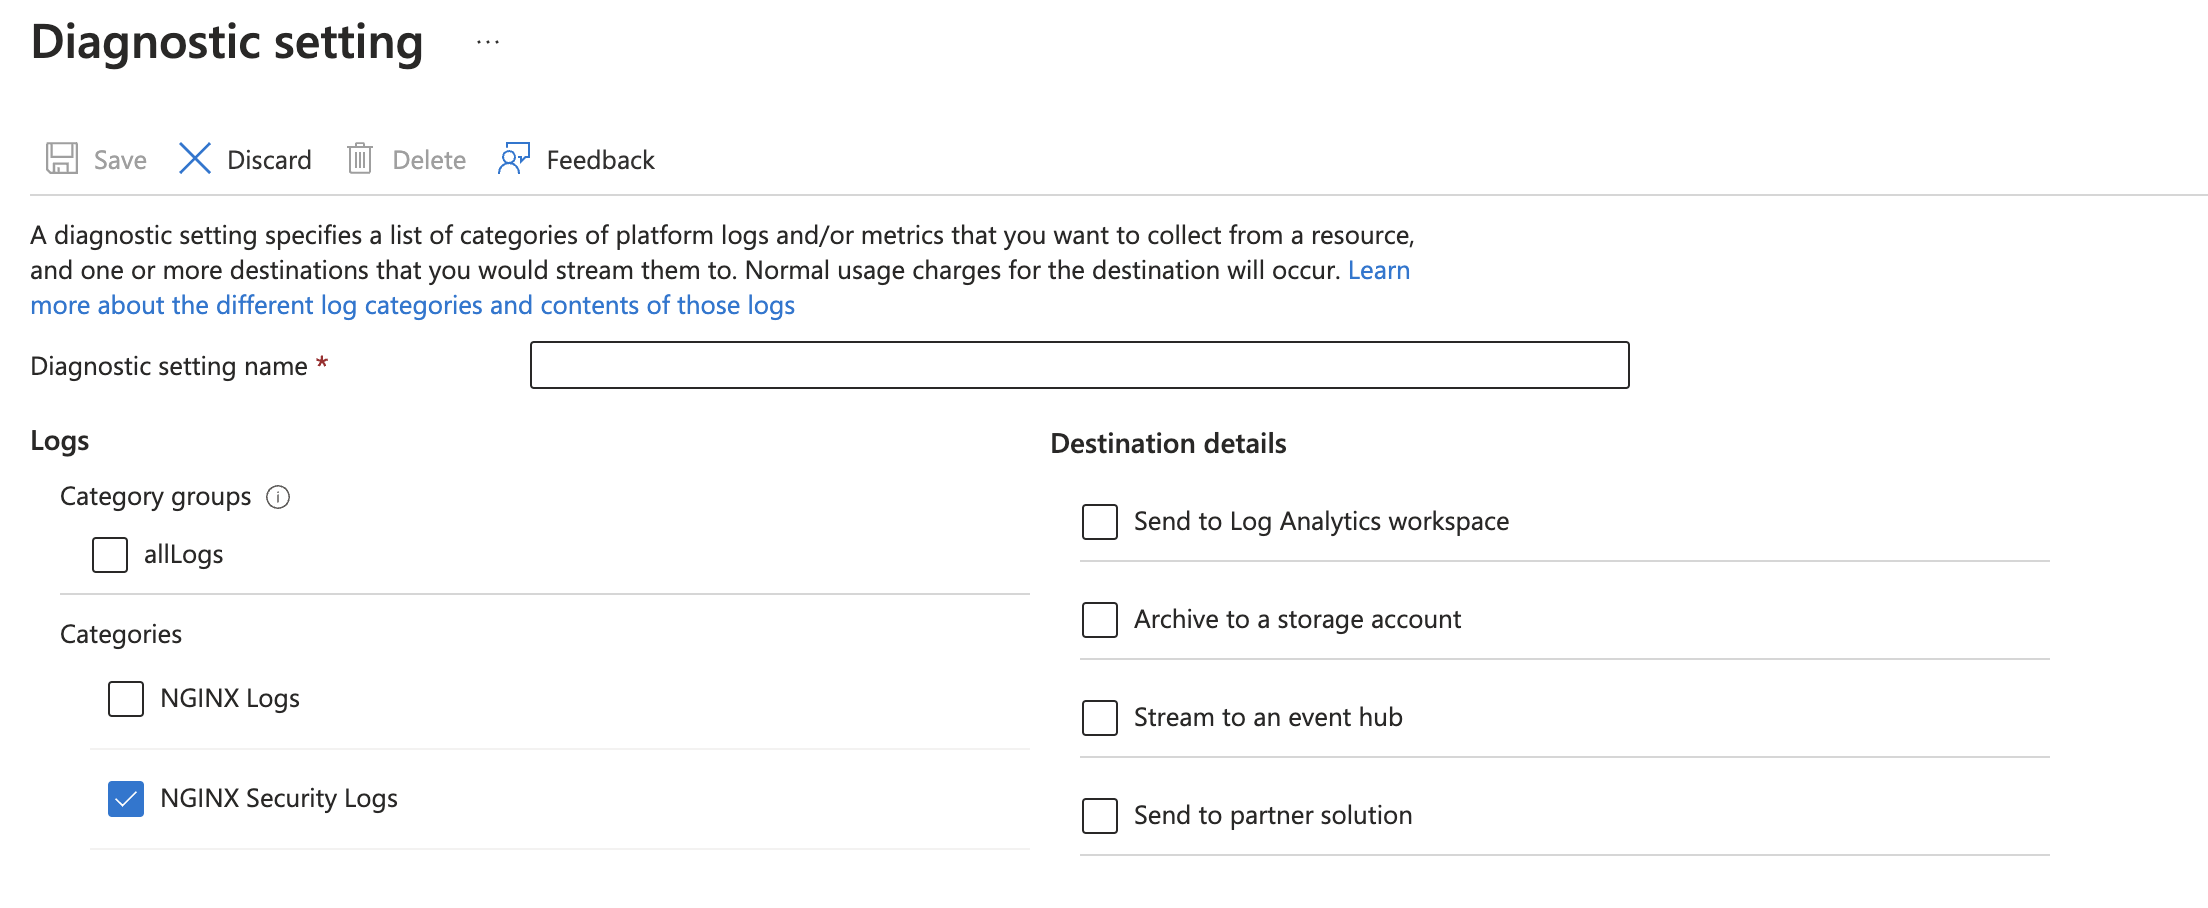 Diagnostic setting ...
Save Discard Delete Feedback
A diagnostic setting specifies a list of categories of platform logs and/or metrics that you want to collect from a resource,
and one or more destinations that you would stream them to. Normal usage charges for the destination will occur. Learn
more about the different log categories and contents of those logs
Diagnostic setting name *
Logs
Category groups
allLogs
Categories
NGINX Logs
NGINX Security Logs
Destination details
Send to Log Analytics workspace
Archive to a storage account
Stream to an event hub
Send to partner solution